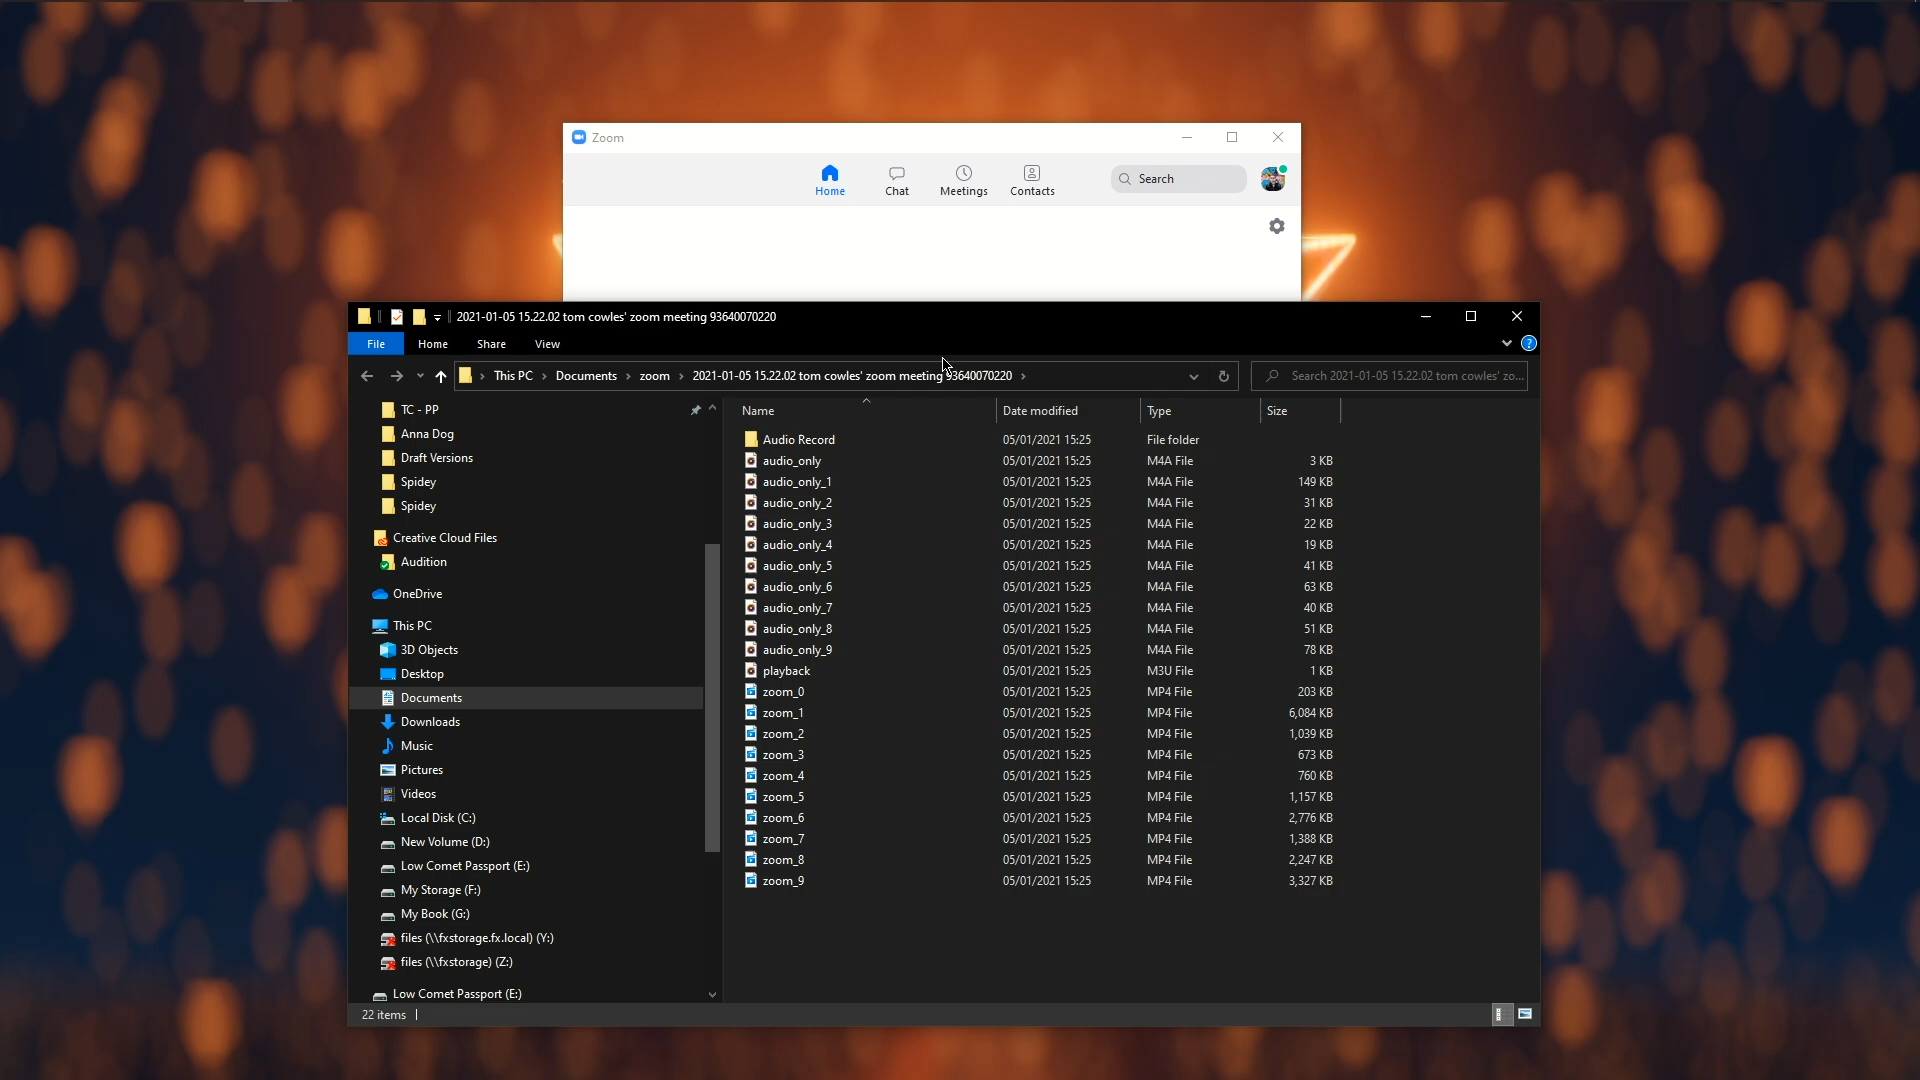 Zoom
Home Chat Meetings Contacts Search
2021-01-05 15.22.02 tom cowles' zoom meeting 93640070220
File Home Share View
This PC > Documents > zoom > 2021-01-05 15.22.02 tom cowles' zoom meeting 93640070220 >
Search 2021-01-05 15.22.02 tom cowles' zo...
TC - PP
Anna Dog
Draft Versions
Spidey
Spidey
Creative Cloud Files
Audition
OneDrive
This PC
3D Objects
Desktop
Documents
Downloads
Music
Pictures
Videos
Local Disk (C:)
New Volume (D:)
Low Comet Passport (E:)
My Storage (F:)
My Book (G:)
files (\\fxstorage.fx.local) (Y:)
files (\\fxstorage) (Z:)
Low Comet Passport (E:)
Name Date modified Type Size
Audio Record 05/01/2021 15:25 File folder
audio_only 05/01/2021 15:25 M4A File 3 KB
audio_only_1 05/01/2021 15:25 M4A File 149 KB
audio_only_2 05/01/2021 15:25 M4A File 31 KB
audio_only_3 05/01/2021 15:25 M4A File 22 KB
audio_only_4 05/01/2021 15:25 M4A File 19 KB
audio_only_5 05/01/2021 15:25 M4A File 41 KB
audio_only_6 05/01/2021 15:25 M4A File 63 KB
audio_only_7 05/01/2021 15:25 M4A File 40 KB
audio_only_8 05/01/2021 15:25 M4A File 51 KB
audio_only_9 05/01/2021 15:25 M4A File 78 KB
playback 05/01/2021 15:25 M3U File 1 KB
zoom_0 05/01/2021 15:25 MP4 File 203 KB
zoom_1 05/01/2021 15:25 MP4 File 6,084 KB
zoom_2 05/01/2021 15:25 MP4 File 1,039 KB
zoom_3 05/01/2021 15:25 MP4 File 673 KB
zoom_4 05/01/2021 15:25 MP4 File 760 KB
zoom_5 05/01/2021 15:25 MP4 File 1,157 KB
zoom_6 05/01/2021 15:25 MP4 File 2,776 KB
zoom_7 05/01/2021 15:25 MP4 File 1,388 KB
zoom_8 05/01/2021 15:25 MP4 File 2,247 KB
zoom_9 05/01/2021 15:25 MP4 File 3,327 KB
22 items